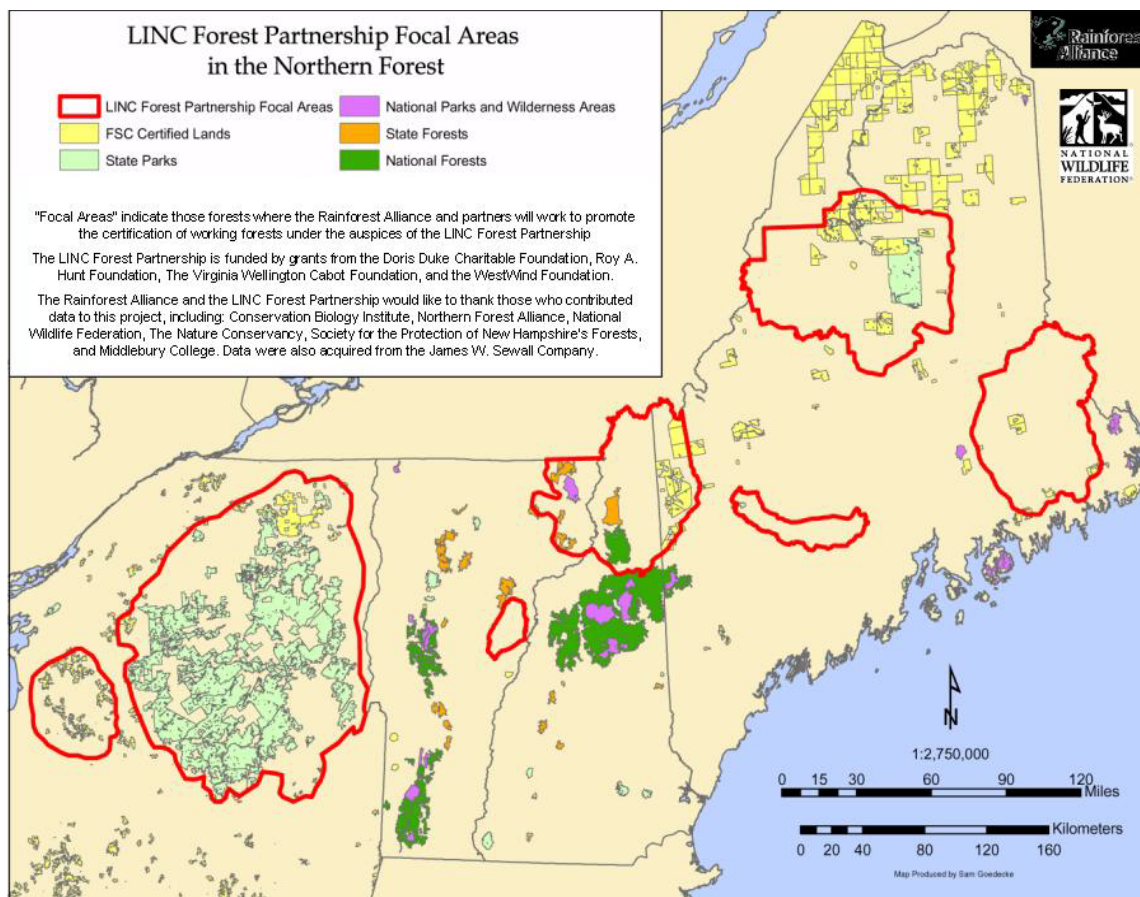 LINC Forest Partnership Focal Areas
in the Northern Forest
LINC Forest Partnership Focal Areas
FSC Certified Lands
State Parks
National Parks and Wilderness Areas
State Forests
National Forests
"Focal Areas" indicate those forests where the Rainforest Alliance and partners will work to promote
the certification of working forests under the auspices of the LINC Forest Partnership
The LINC Forest Partnership is funded by grants from the Doris Duke Charitable Foundation, Roy A.
Hunt Foundation, The Virginia Wellington Cabot Foundation, and the WestWind Foundation.
The Rainforest Alliance and the LINC Forest Partnership would like to thank those who contributed
data to this project, including: Conservation Biology Institute, Northern Forest Alliance, National
Wildlife Federation, The Nature Conservancy, Society for the Protection of New Hampshire's Forests,
and Middlebury College. Data were also acquired from the James W. Sewall Company.
Rainforest
Alliance
NATIONAL
WILDLIFE
FEDERATION®
N
1:2,750,000
0 15 30 60 90 120
Miles
Kilometers
0 20 40 80 120 160
Map Produced by Sam Goedecke